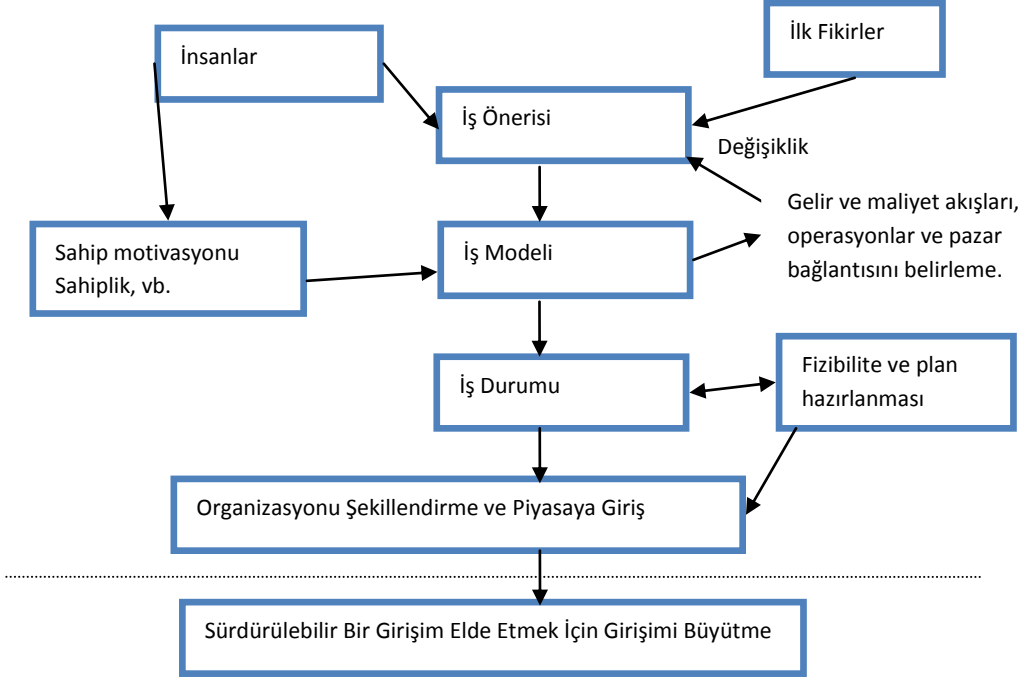 İlk Fikirler
İnsanlar
İş Önerisi
Değişiklik
Gelir ve maliyet akışları,
operasyonlar ve pazar
bağlantısını belirleme.
Sahip motivasyonu
Sahiplik, vb.
İş Modeli
Fizibilite ve plan
hazırlanması
İş Durumu
Organizasyonu Şekillendirme ve Piyasaya Giriş
Sürdürülebilir Bir Girişim Elde Etmek İçin Girişimi Büyütme